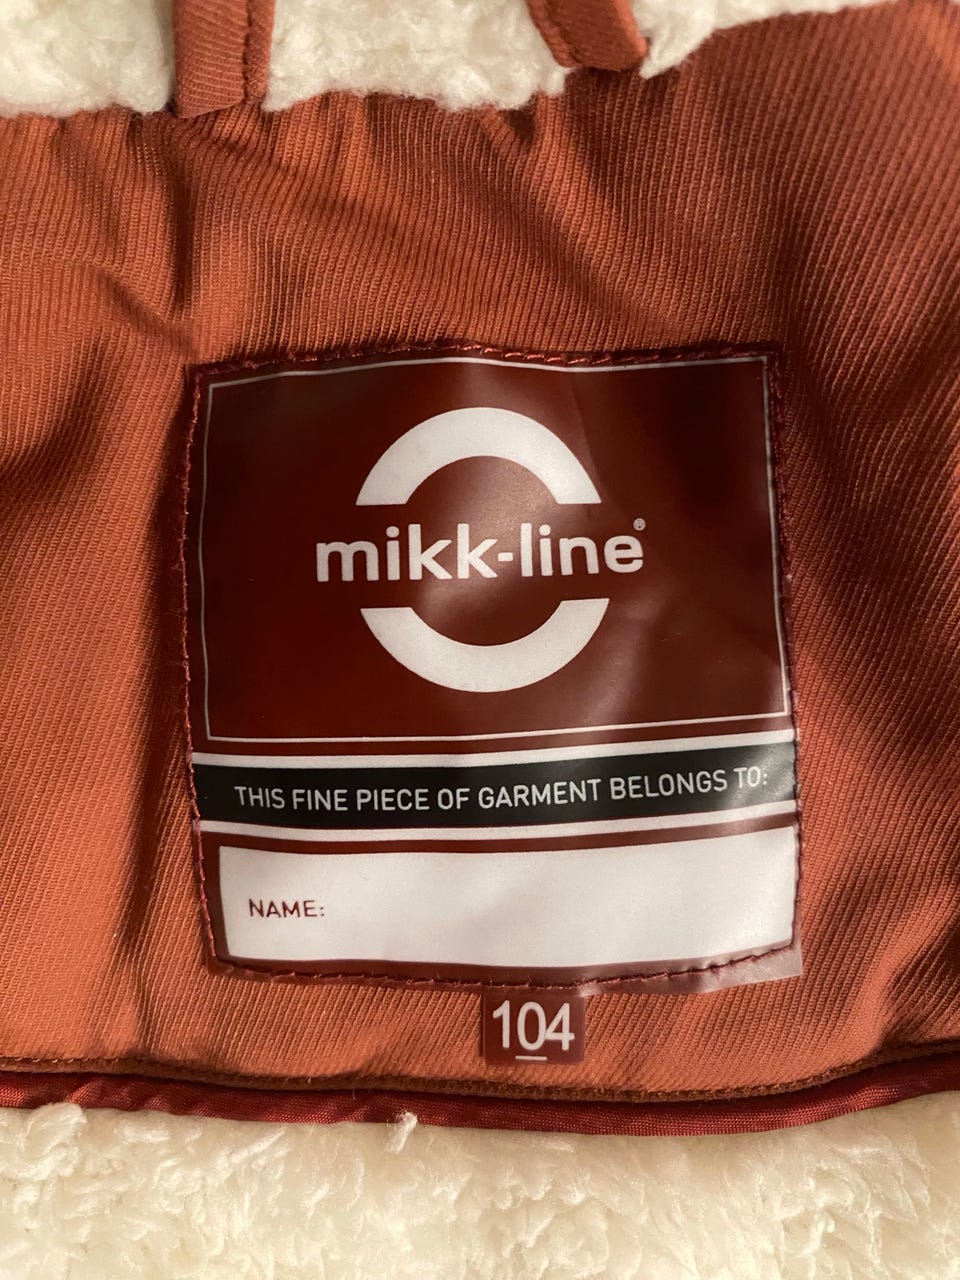 mikk-line®
THIS FINE PIECE OF GARMENT BELONGS TO:
NAME:
104